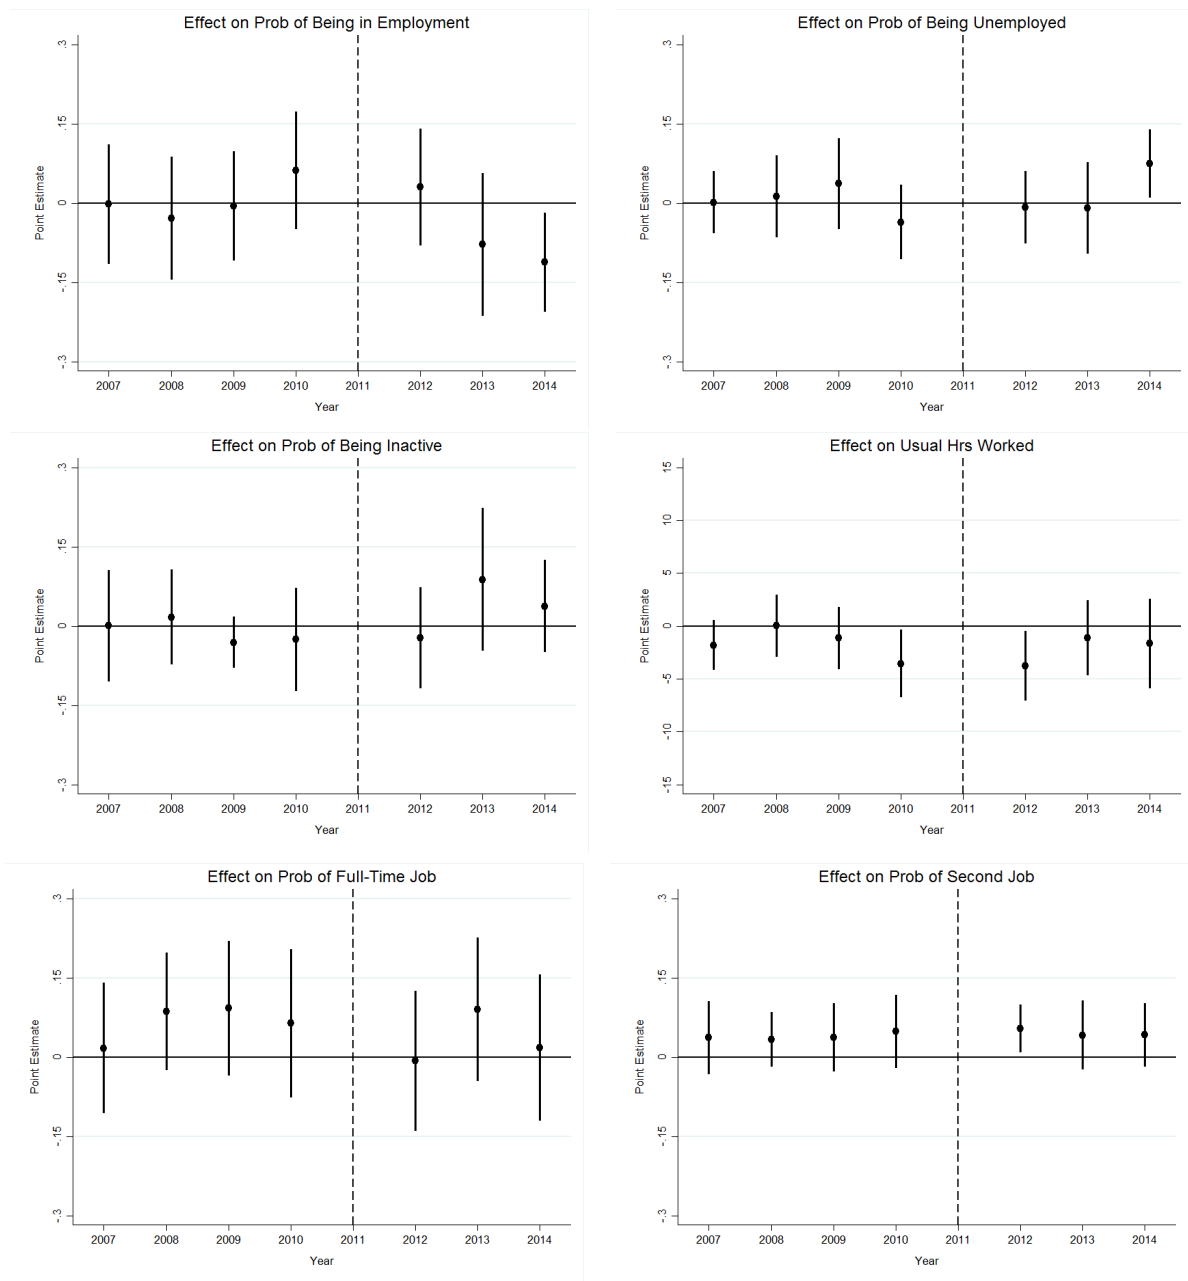 Effect on Prob of Being in Employment
Point Estimate
.3
.15
0
-.15
-.3
2007 2008 2009 2010 2011 2012 2013 2014
Year
Effect on Prob of Being Unemployed
Point Estimate
.3
.15
0
-.15
-.3
2007 2008 2009 2010 2011 2012 2013 2014
Year
Effect on Prob of Being Inactive
Point Estimate
.3
.15
0
-.15
-.3
2007 2008 2009 2010 2011 2012 2013 2014
Year
Effect on Usual Hrs Worked
Point Estimate
15
10
5
0
-5
-10
-15
2007 2008 2009 2010 2011 2012 2013 2014
Year
Effect on Prob of Full-Time Job
Point Estimate
.3
.15
0
-.15
-.3
2007 2008 2009 2010 2011 2012 2013 2014
Year
Effect on Prob of Second Job
Point Estimate
.3
.15
0
-.15
-.3
2007 2008 2009 2010 2011 2012 2013 2014
Year